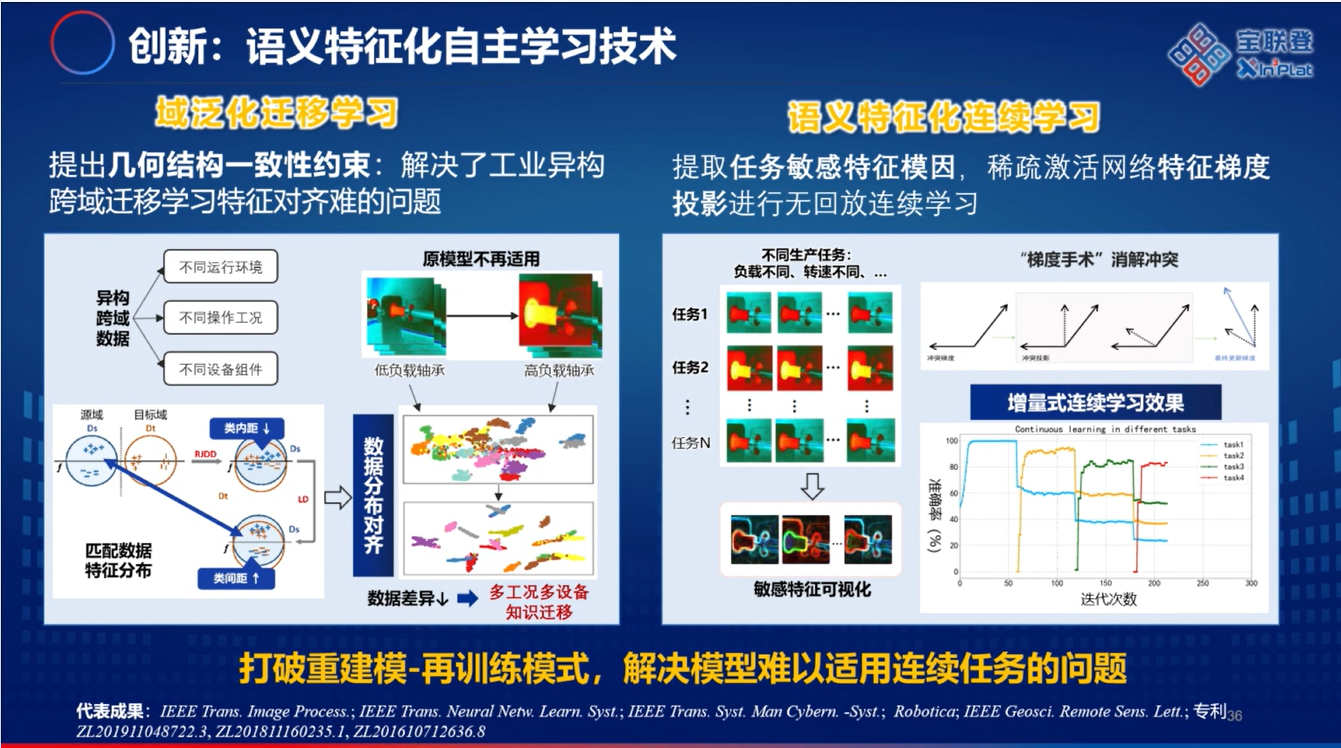 创新：语义特征化自主学习技术
宝联登
XIn³Plat
域泛化迁移学习
提出几何结构一致性约束：解决了工业异构
跨域迁移学习特征对齐难的问题
异构
跨域
数据
不同运行环境
不同操作工况
不同设备组件
原模型不再适用
低负载轴承
高负载轴承
源域
Ds
目标域
Dt
f
RJDD
类内距↓
Ds
f
Dt
LD
Ds
f
类间距↑
匹配数据
特征分布
数据分布对齐
数据差异↓
多工况多设备
知识迁移
语义特征化连续学习
提取任务敏感特征模因，稀疏激活网络特征梯度
投影进行无回放连续学习
不同生产任务：
负载不同、转速不同、...
任务1
...
任务2
...
⋮
⋮
⋮
⋮
任务N
...
...
敏感特征可视化
“梯度手术”消解冲突
冲突梯度
冲突投影
最终更新梯度
增量式连续学习效果
Continuous learning in different tasks
task1
task2
task3
task4
准确率（%）
100
80
60
40
20
0
0
50
100
150
200
250
300
迭代次数
打破重建模-再训练模式，解决模型难以适用连续任务的问题
代表成果：IEEE Trans. Image Process.; IEEE Trans. Neural Netw. Learn. Syst.; IEEE Trans. Syst. Man Cybern. -Syst.; Robotica; IEEE Geosci. Remote Sens. Lett.; 专利
ZL201911048722.3, ZL201811160235.1, ZL201610712636.8
36